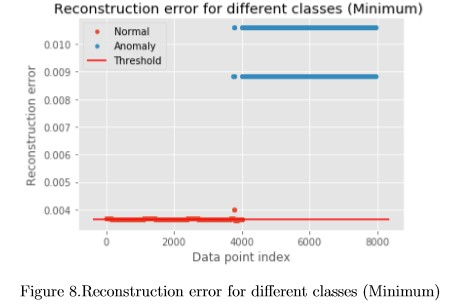 Reconstruction error for different classes (Minimum)
Normal
Anomaly
Threshold
0.010
0.009
0.008
0.007
0.006
0.005
0.004
Reconstruction error
0 2000 4000 6000 8000
Data point index
Figure 8.Reconstruction error for different classes (Minimum)